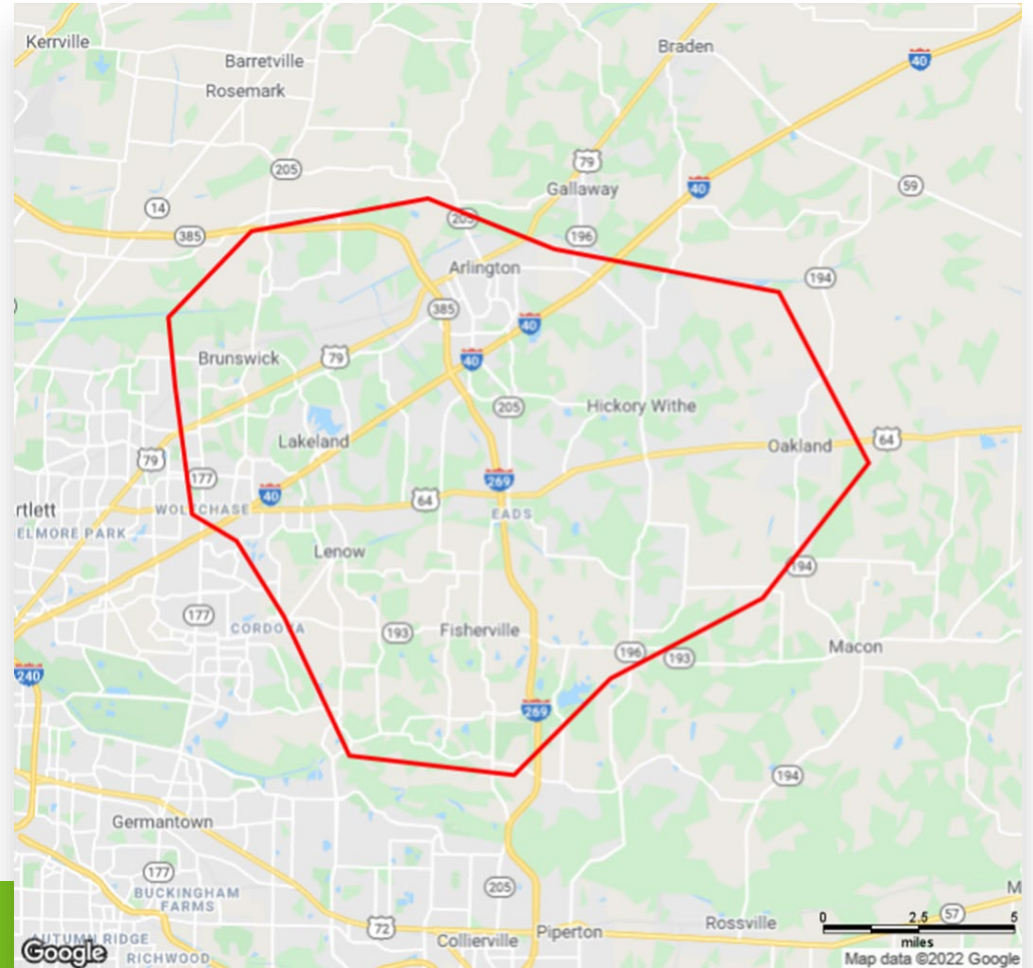 Kerrville
Braden
Barretville
40
Rosemark
79
205
59
Gallaway
40
14
205
385
196
Arlington
194
385
40
Brunswick
79
40
205
Hickory Withe
Lakeland
Oakland
64
79
177
269
40
64
rtlett
WOLFCHASE
EADS
ELMORE PARK
Lenow
194
177
CORDOVA
193
Fisherville
196
193
Macon
240
269
194
Germantown
177
BUCKINGHAM
FARMS
205
M
0 2.5 5
57
72
Piperton
Rossville
AUTUMN RIDGE
Collierville
miles
Google
RICHWOOD
Map data ©2022 Google